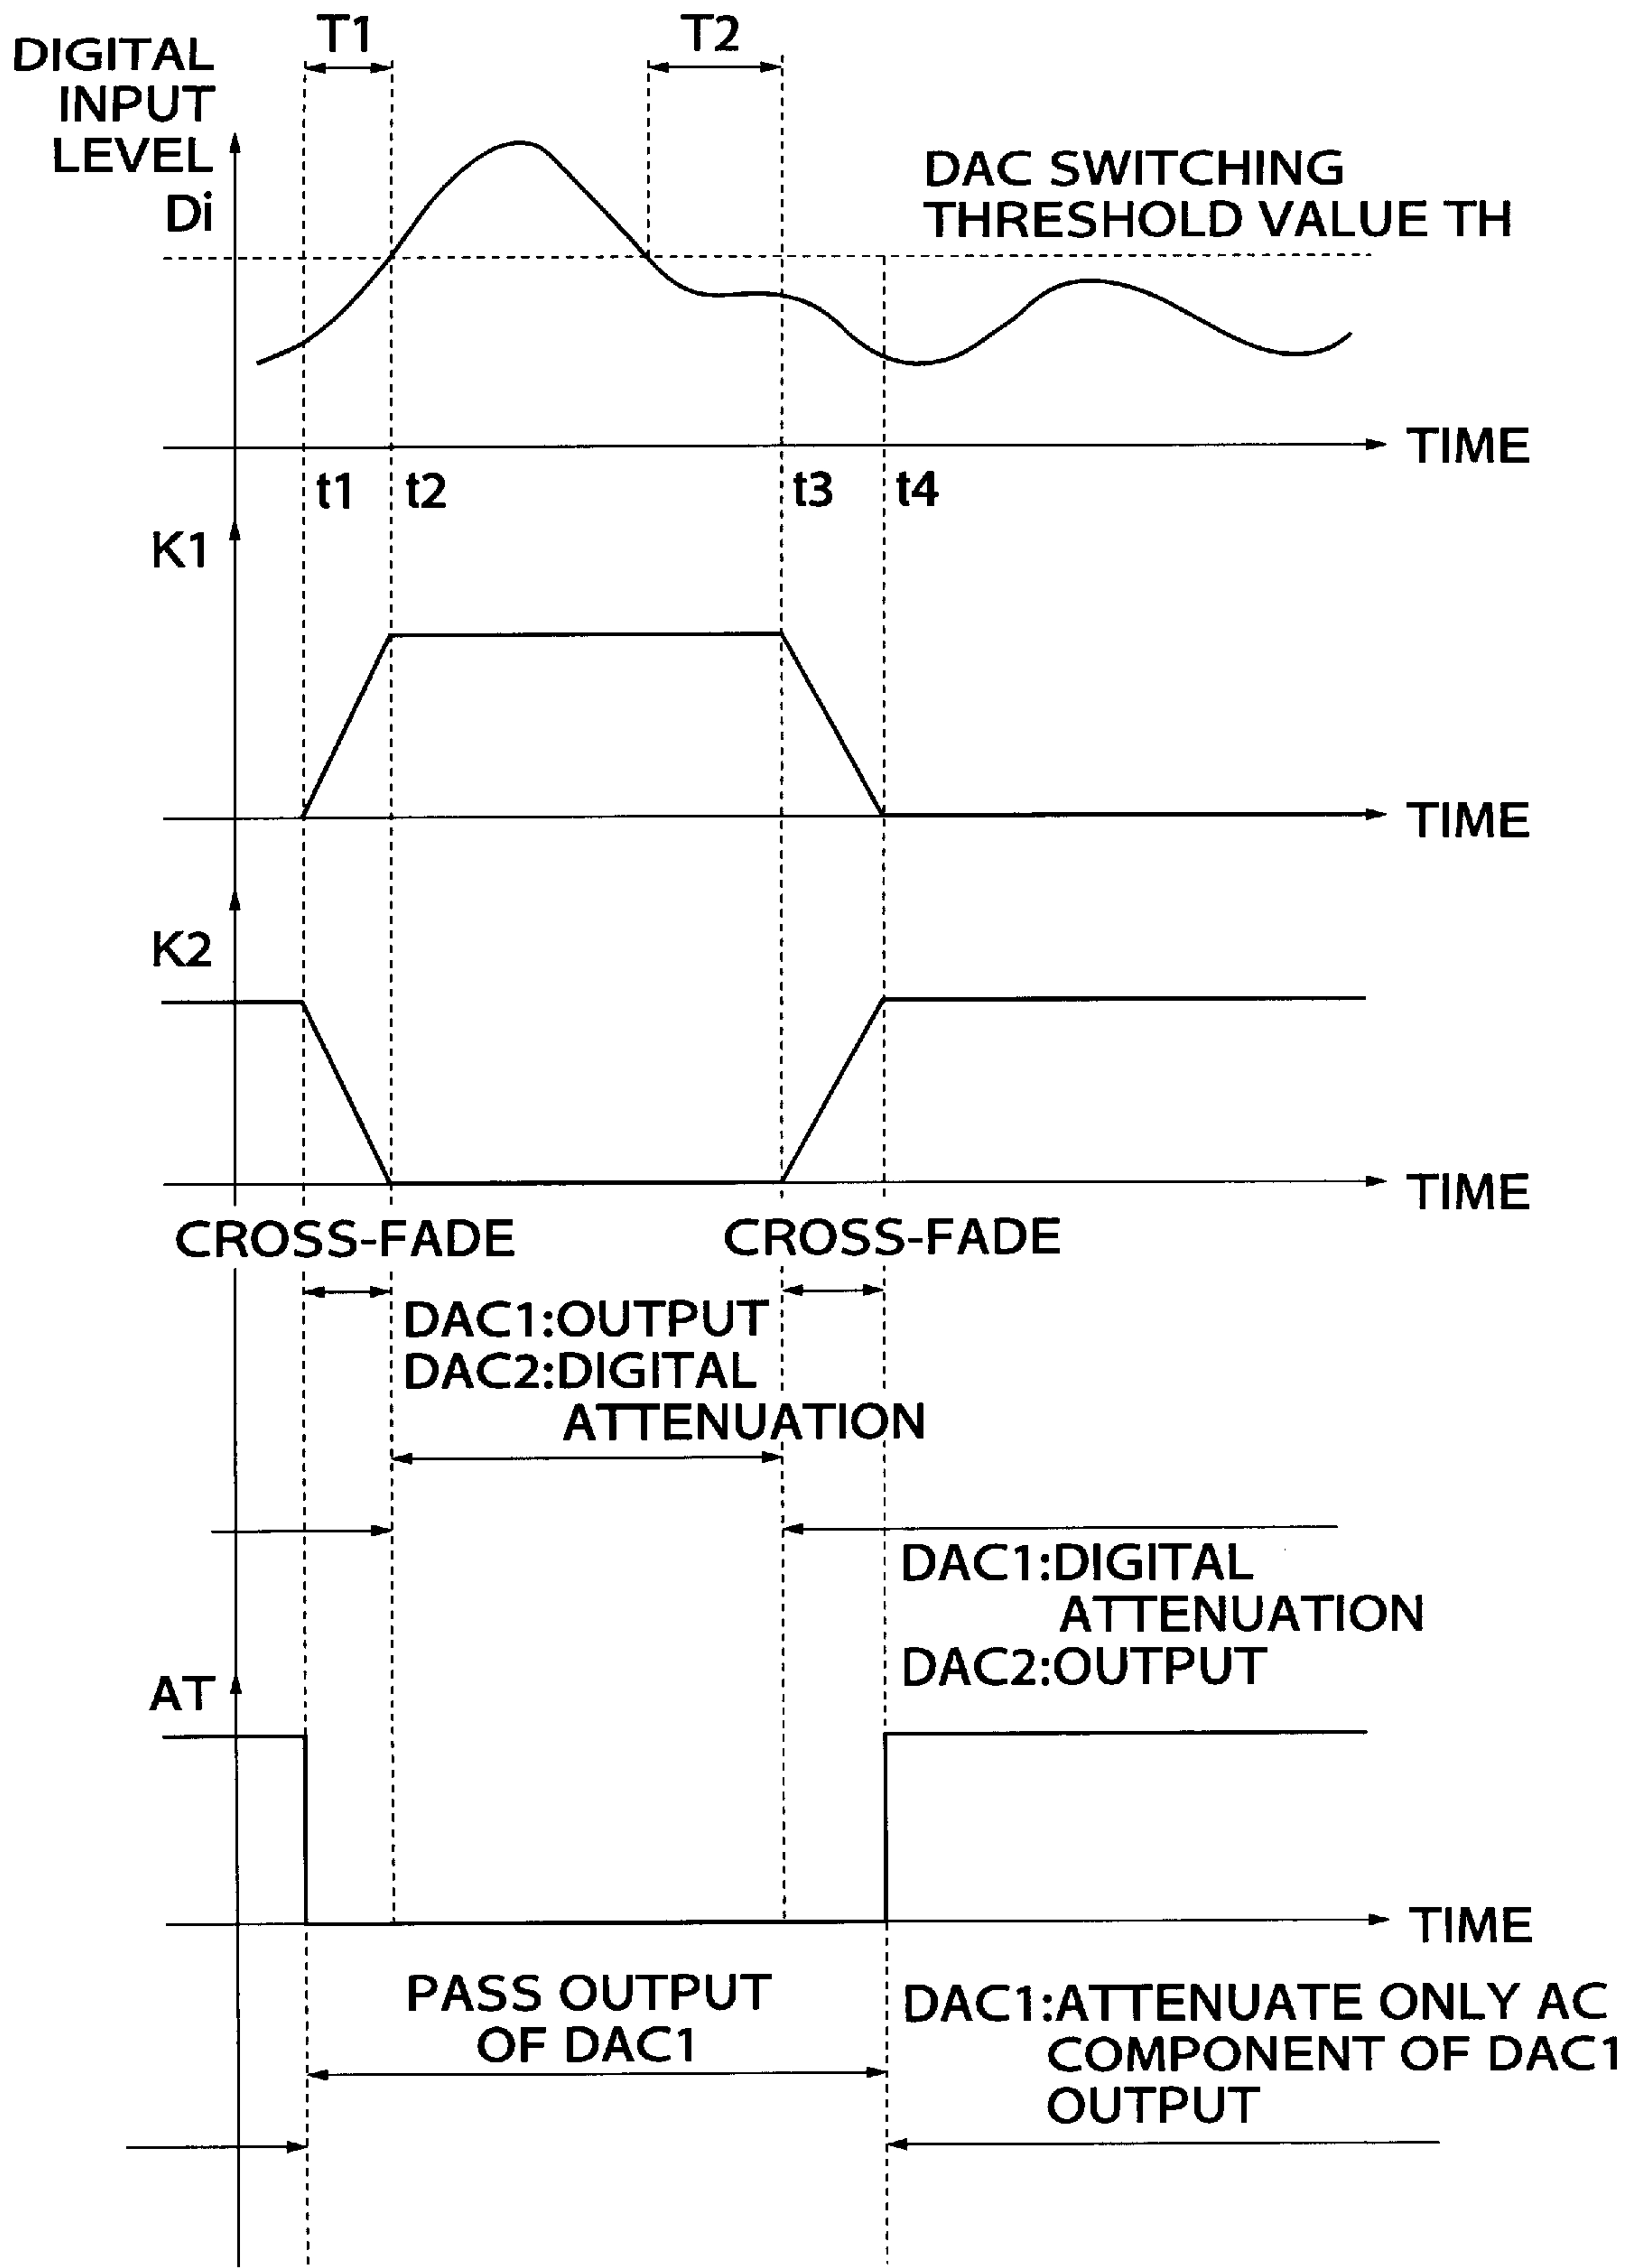 T1
T2
DIGITAL
INPUT
LEVEL
Di
DAC SWITCHING
THRESHOLD VALUE TH
TIME
t1
t2
t3
t4
K1
TIME
K2
TIME
CROSS-FADE
CROSS-FADE
DAC1:OUTPUT
DAC2:DIGITAL
ATTENUATION
DAC1:DIGITAL
ATTENUATION
DAC2:OUTPUT
AT
TIME
PASS OUTPUT
OF DAC1
DAC1:ATTENUATE ONLY AC
COMPONENT OF DAC1
OUTPUT